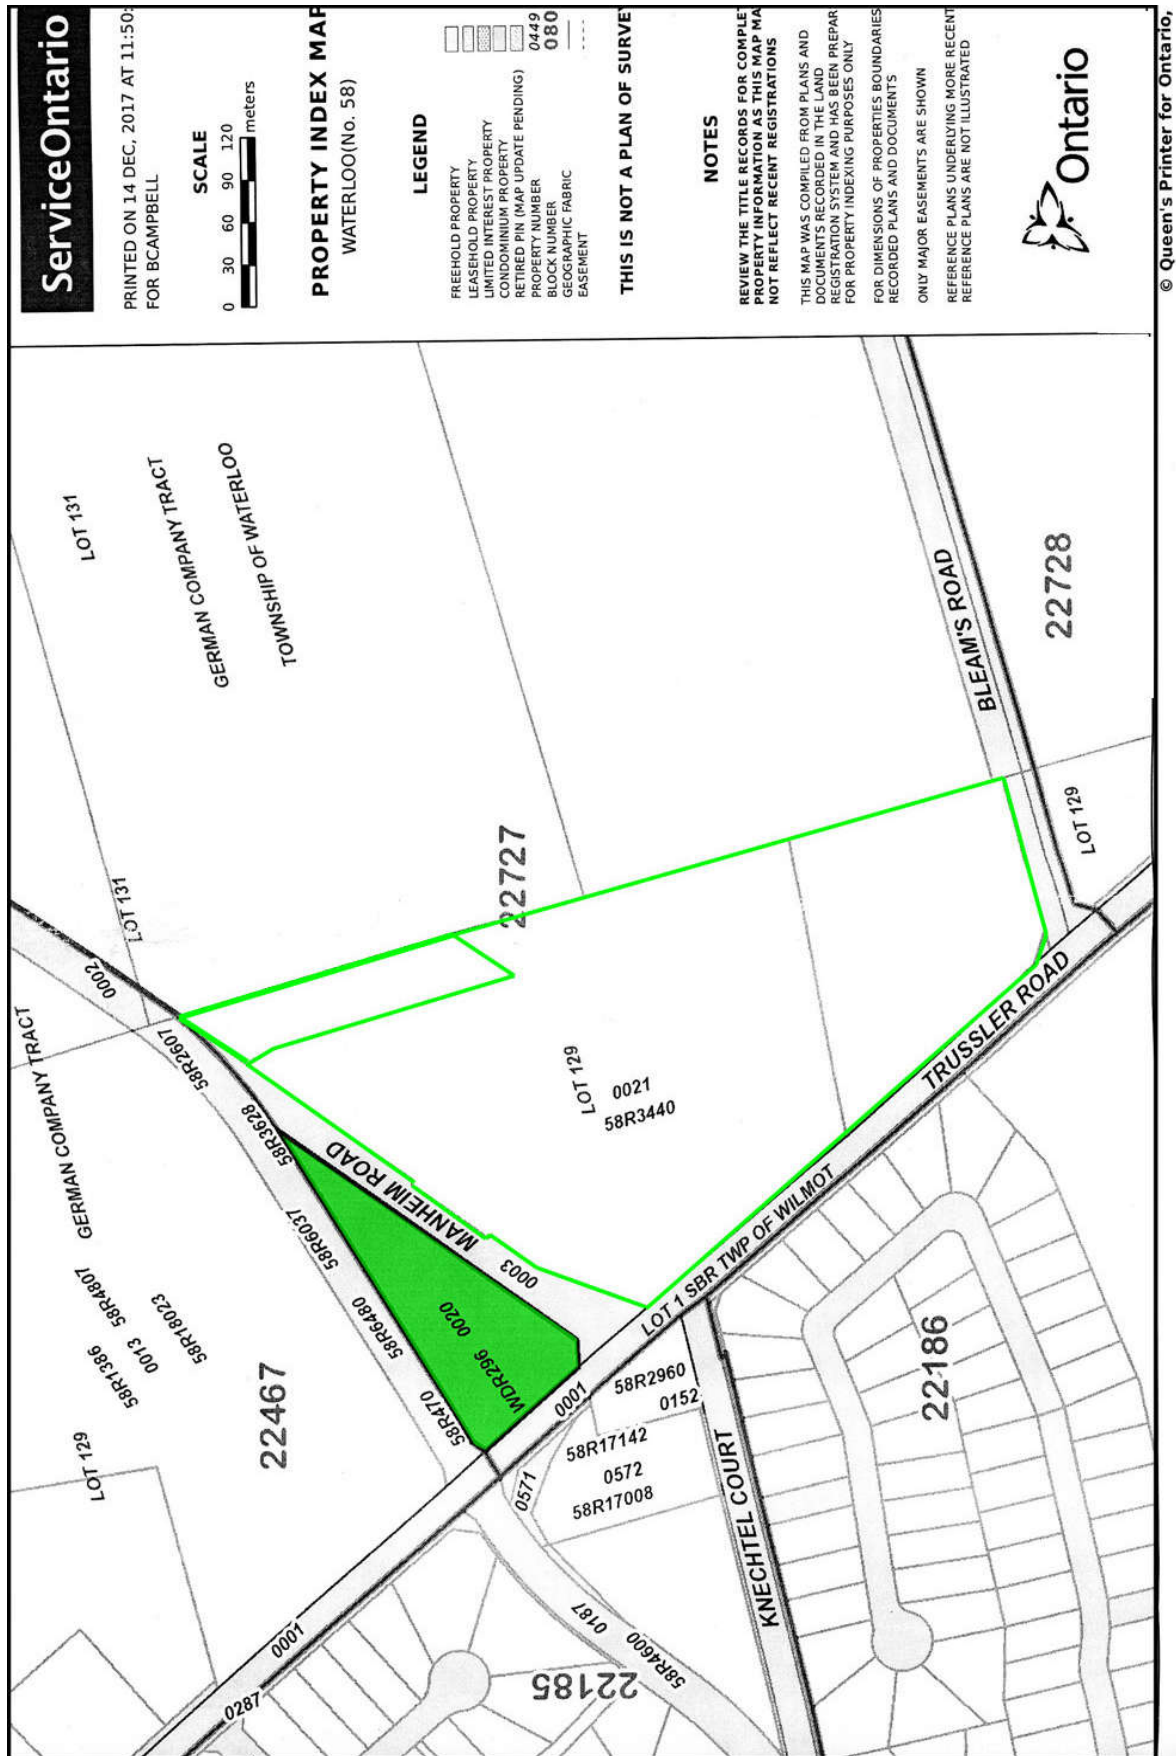 ServiceOntario
PRINTED ON 14 DEC, 2017 AT 11:50:
FOR BCAMPBELL
SCALE
0 30 60 90 120
meters
PROPERTY INDEX MAP
WATERLOO(No. 58)
LEGEND
FREEHOLD PROPERTY
LEASEHOLD PROPERTY
LIMITED INTEREST PROPERTY
CONDOMINIUM PROPERTY
RETIRED PIN (MAP UPDATE PENDING)
PROPERTY NUMBER 0449
BLOCK NUMBER 080
GEOGRAPHIC FABRIC
EASEMENT
THIS IS NOT A PLAN OF SURVEY
NOTES
REVIEW THE TITLE RECORDS FOR COMPLET
PROPERTY INFORMATION AS THIS MAP MA
NOT REFLECT RECENT REGISTRATIONS
THIS MAP WAS COMPILED FROM PLANS AND
DOCUMENTS RECORDED IN THE LAND
REGISTRATION SYSTEM AND HAS BEEN PREPAR
FOR PROPERTY INDEXING PURPOSES ONLY
FOR DIMENSIONS OF PROPERTIES BOUNDARIES
RECORDED PLANS AND DOCUMENTS
ONLY MAJOR EASEMENTS ARE SHOWN
REFERENCE PLANS UNDERLYING MORE RECENT
REFERENCE PLANS ARE NOT ILLUSTRATED
Ontario
© Queen's Printer for Ontario,
LOT 131
GERMAN COMPANY TRACT
TOWNSHIP OF WATERLOO
LOT 131
0002
GERMAN COMPANY TRACT
58R2607
58R3628
58R6037
58R6480
58R470
58R1386
0013
58R4807
58R18023
LOT 129
22467
22727
MANHEIM ROAD
0003
0020
WDR296
LOT 129
0021
58R3440
BLEAM'S ROAD
22728
LOT 129
TRUSSLER ROAD
LOT 1 SBR TWP OF WILMOT
0001
58R2960
0152
58R17142
0572
58R17008
0571
KNECHTEL COURT
22186
0001
0287
0187
58R4600
22185